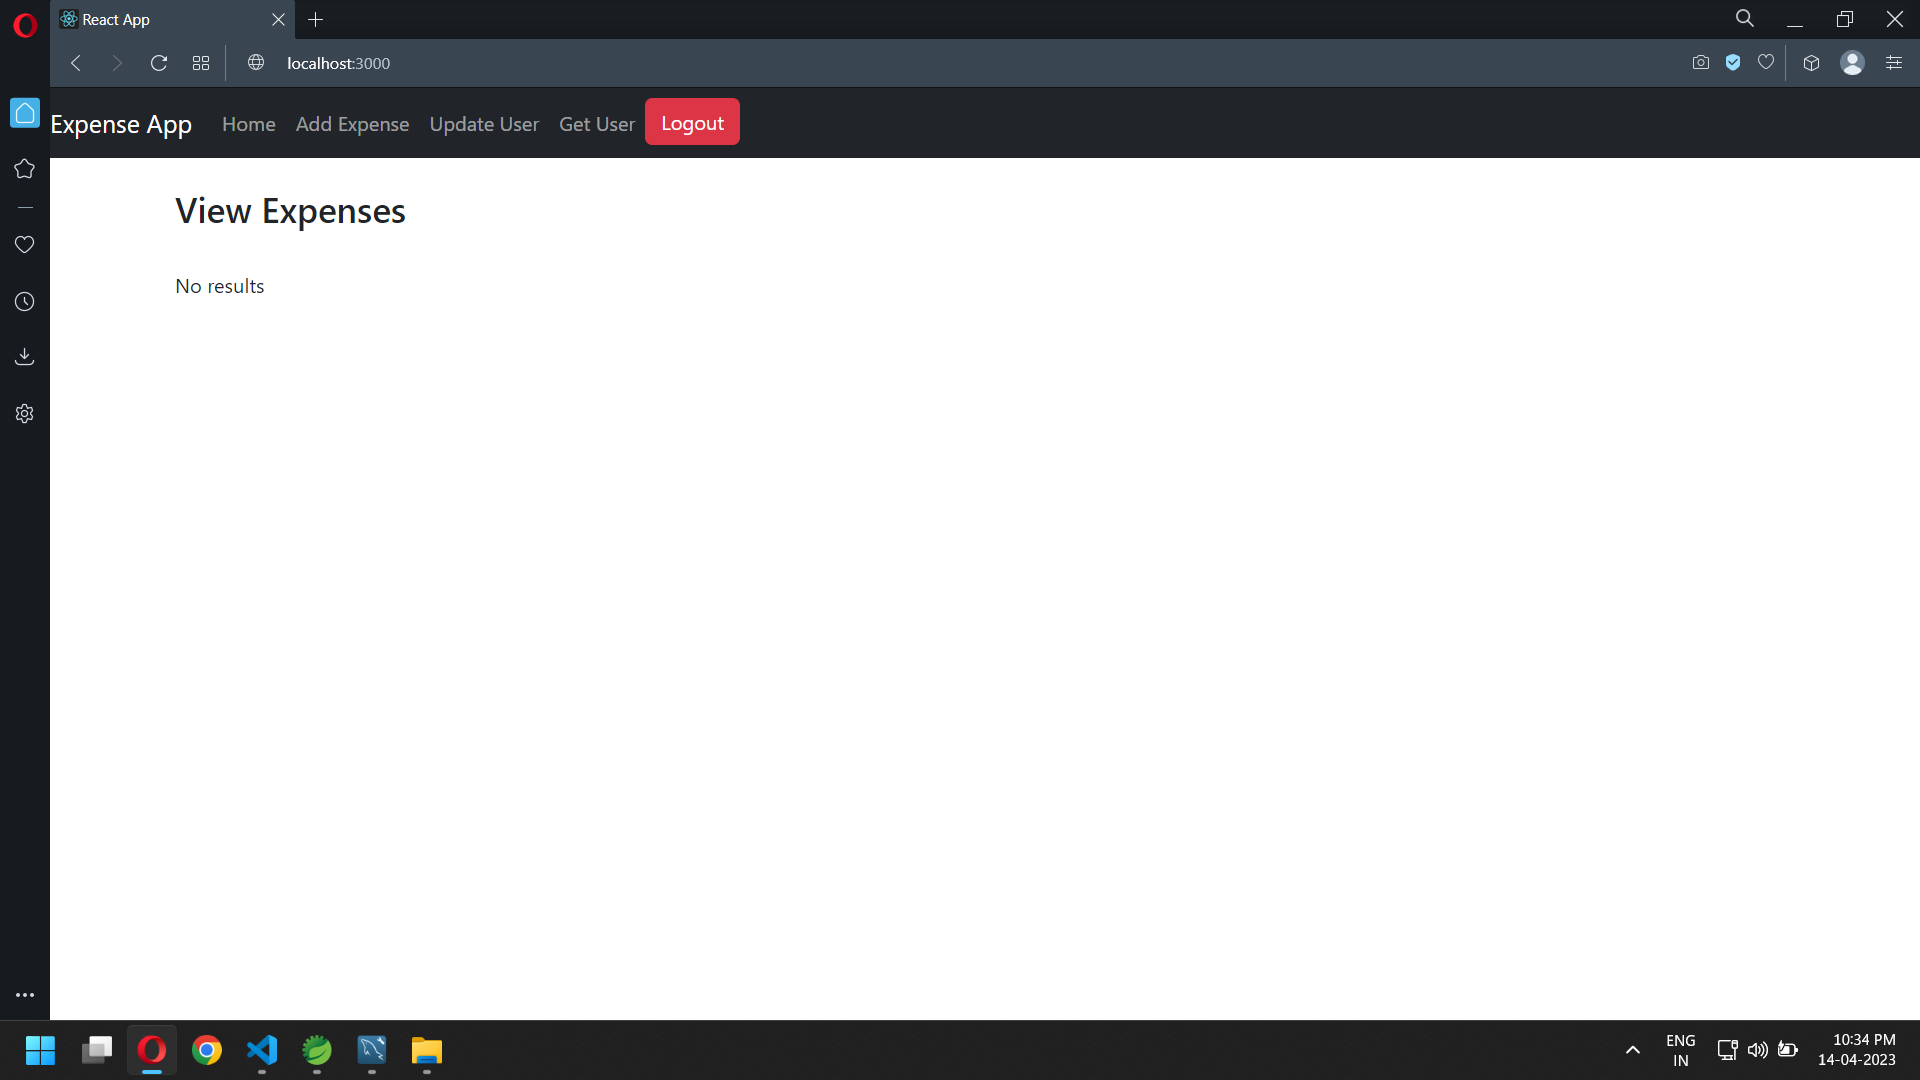 React App
localhost:3000
Expense App Home Add Expense Update User Get User Logout
View Expenses
No results
ENG
IN
10:34 PM
14-04-2023